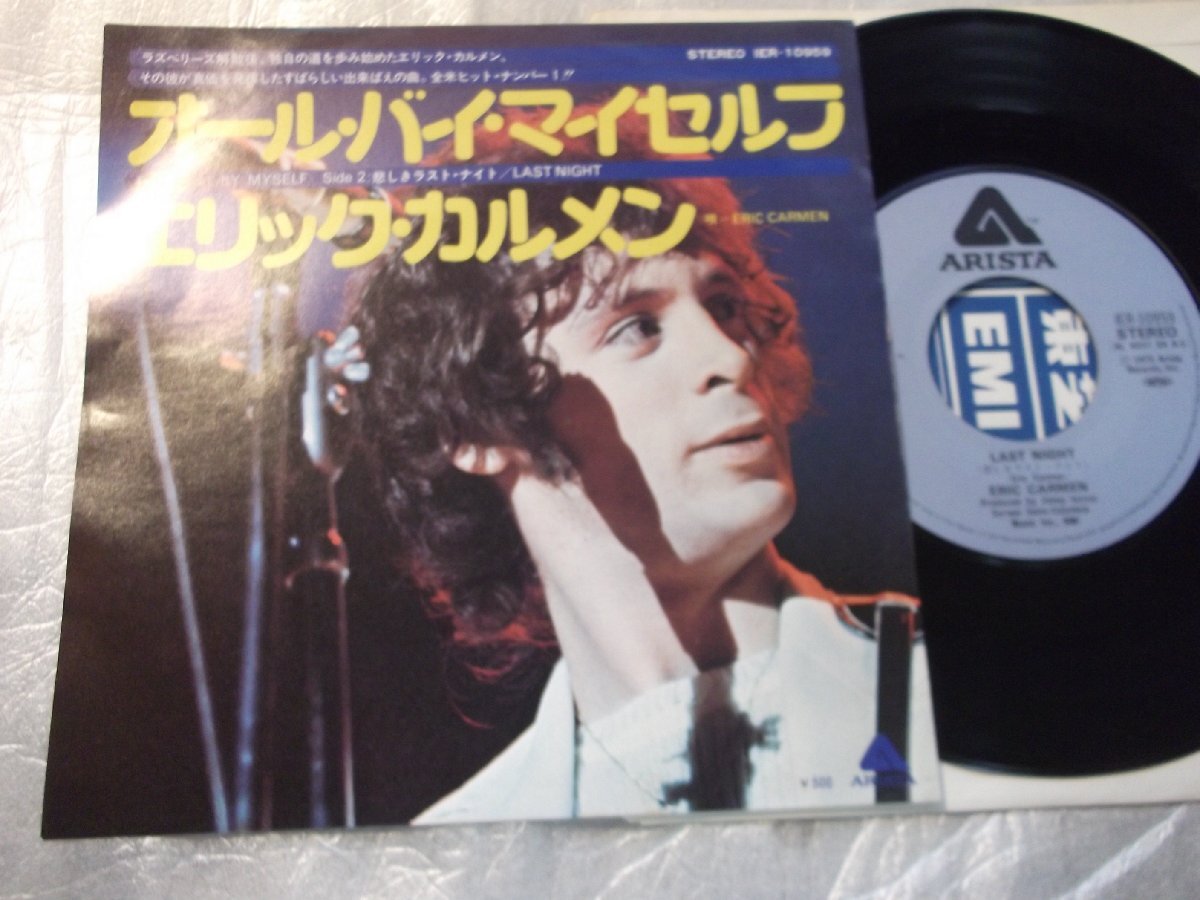 ラズベリーズ解散後、独自の道を歩み始めたエリック・カルメン。
その彼が真価を発揮したすばらしい出来ばえの曲。全米ヒット・ナンバー!!!
STEREO IER-10959
オール・バイ・マイセルフ
BY MYSELF Side 2:悲しきラスト・ナイト/LAST NIGHT
エリック・カルメン
唄-ERIC CARMEN
¥500
ARISTA
ARISTA
東芝
EMI
IER-10959
STEREO
LAST NIGHT
ERIC CARMEN